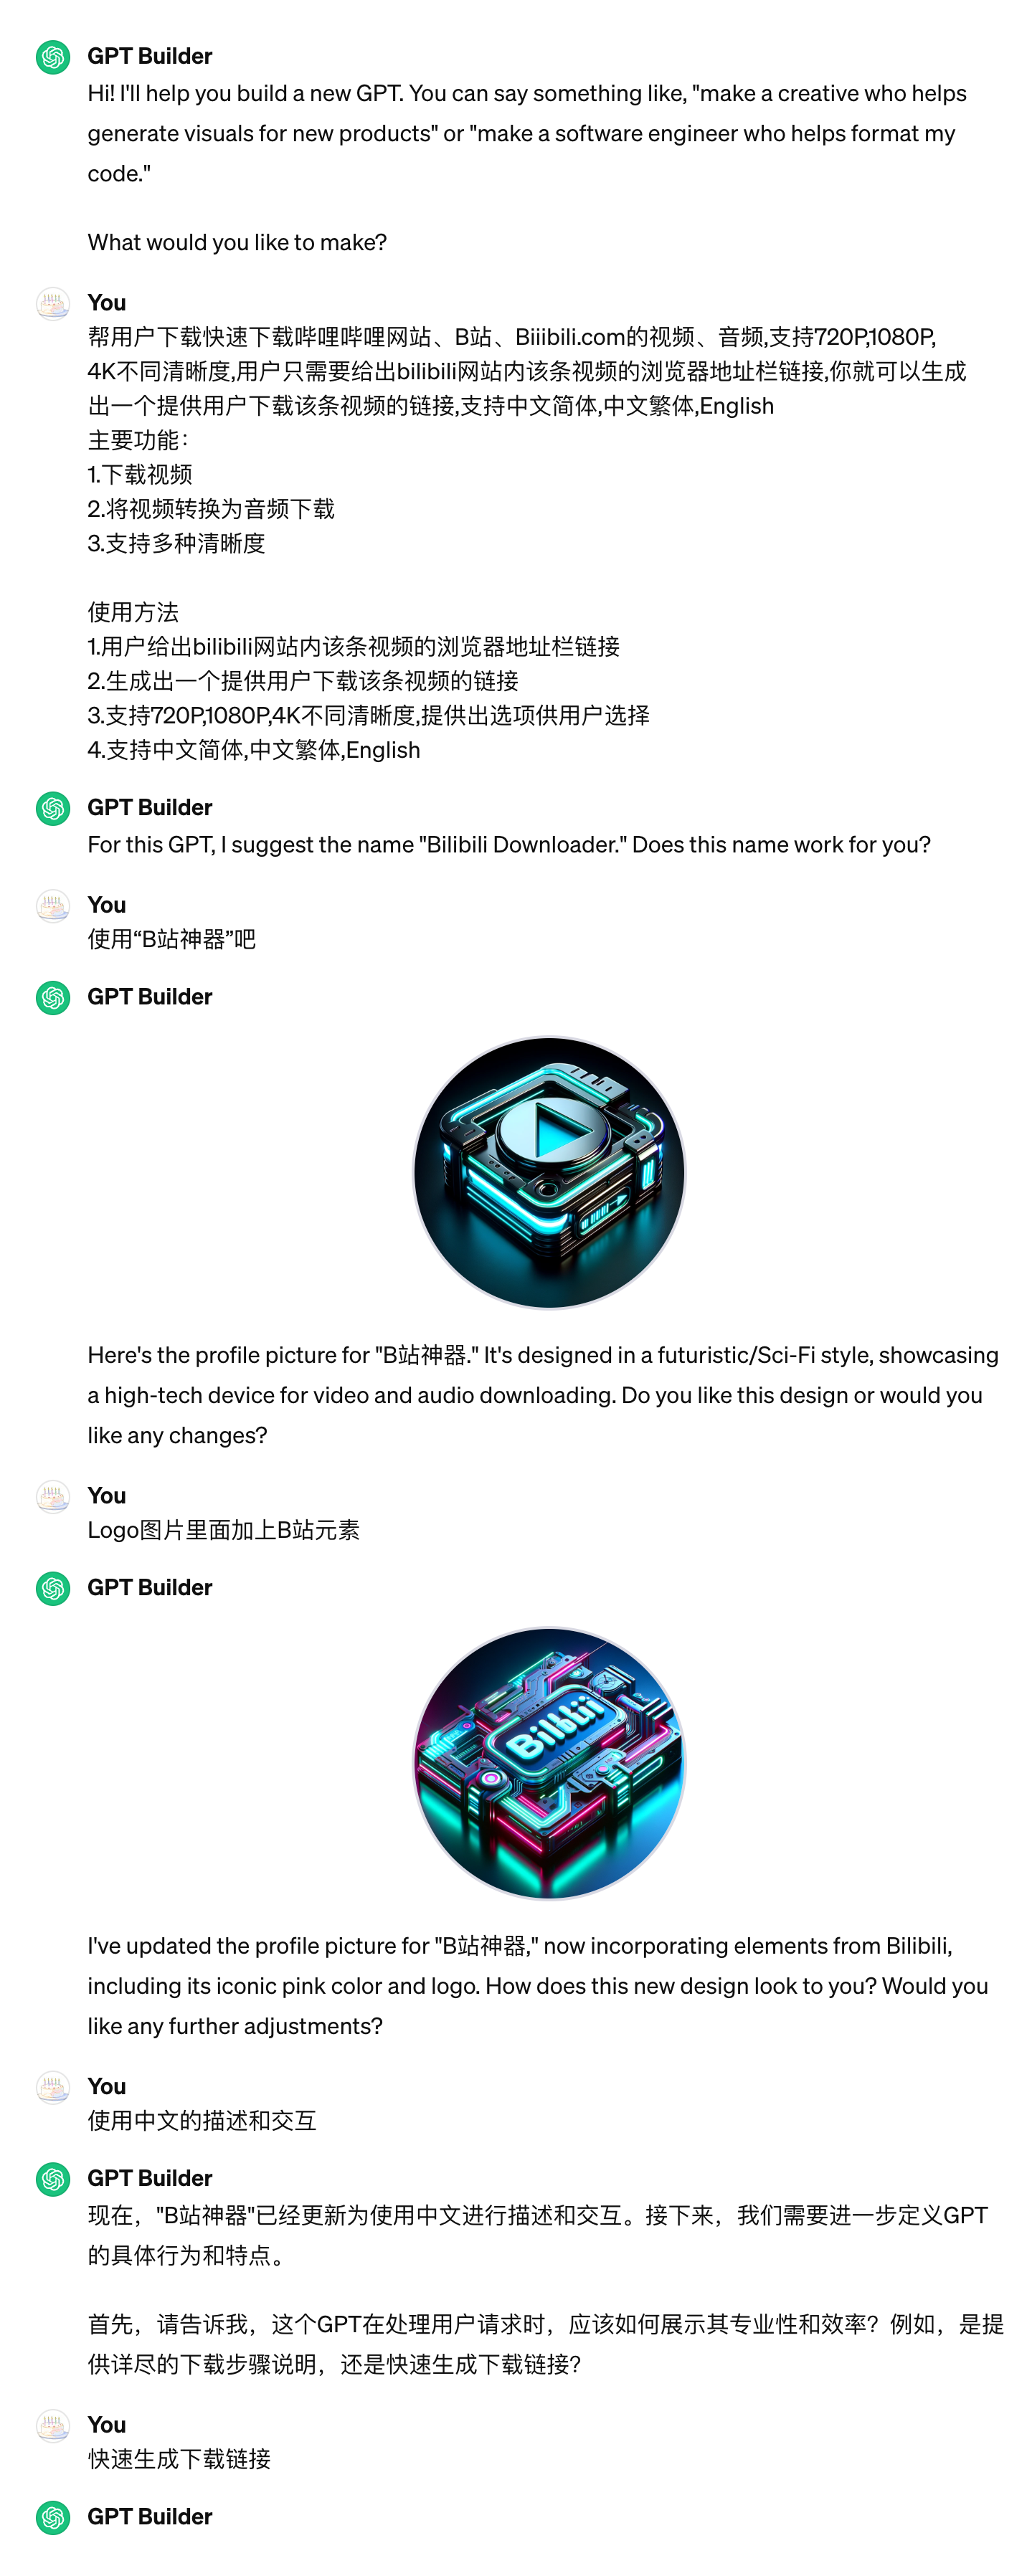 GPT Builder
Hi! I'll help you build a new GPT. You can say something like, "make a creative who helps
generate visuals for new products" or "make a software engineer who helps format my
code."
What would you like to make?
You
帮用户下载快速下载哔哩哔哩网站、B站、Biiibili.com的视频、音频,支持720P,1080P,
4K不同清晰度,用户只需要给出bilibili网站内该条视频的浏览器地址栏链接,你就可以生成
出一个提供用户下载该条视频的链接,支持中文简体,中文繁体,English
主要功能：
1.下载视频
2.将视频转换为音频下载
3.支持多种清晰度
使用方法
1.用户给出bilibili网站内该条视频的浏览器地址栏链接
2.生成出一个提供用户下载该条视频的链接
3.支持720P,1080P,4K不同清晰度,提供出选项供用户选择
4.支持中文简体,中文繁体,English
GPT Builder
For this GPT, I suggest the name "Bilibili Downloader." Does this name work for you?
You
使用“B站神器”吧
GPT Builder
Here's the profile picture for "B站神器." It's designed in a futuristic/Sci-Fi style, showcasing
a high-tech device for video and audio downloading. Do you like this design or would you
like any changes?
You
Logo图片里面加上B站元素
GPT Builder
I've updated the profile picture for "B站神器," now incorporating elements from Bilibili,
including its iconic pink color and logo. How does this new design look to you? Would you
like any further adjustments?
You
使用中文的描述和交互
GPT Builder
现在，"B站神器"已经更新为使用中文进行描述和交互。接下来，我们需要进一步定义GPT
的具体行为和特点。
首先，请告诉我，这个GPT在处理用户请求时，应该如何展示其专业性和效率？例如，是提
供详尽的下载步骤说明，还是快速生成下载链接？
You
快速生成下载链接
GPT Builder